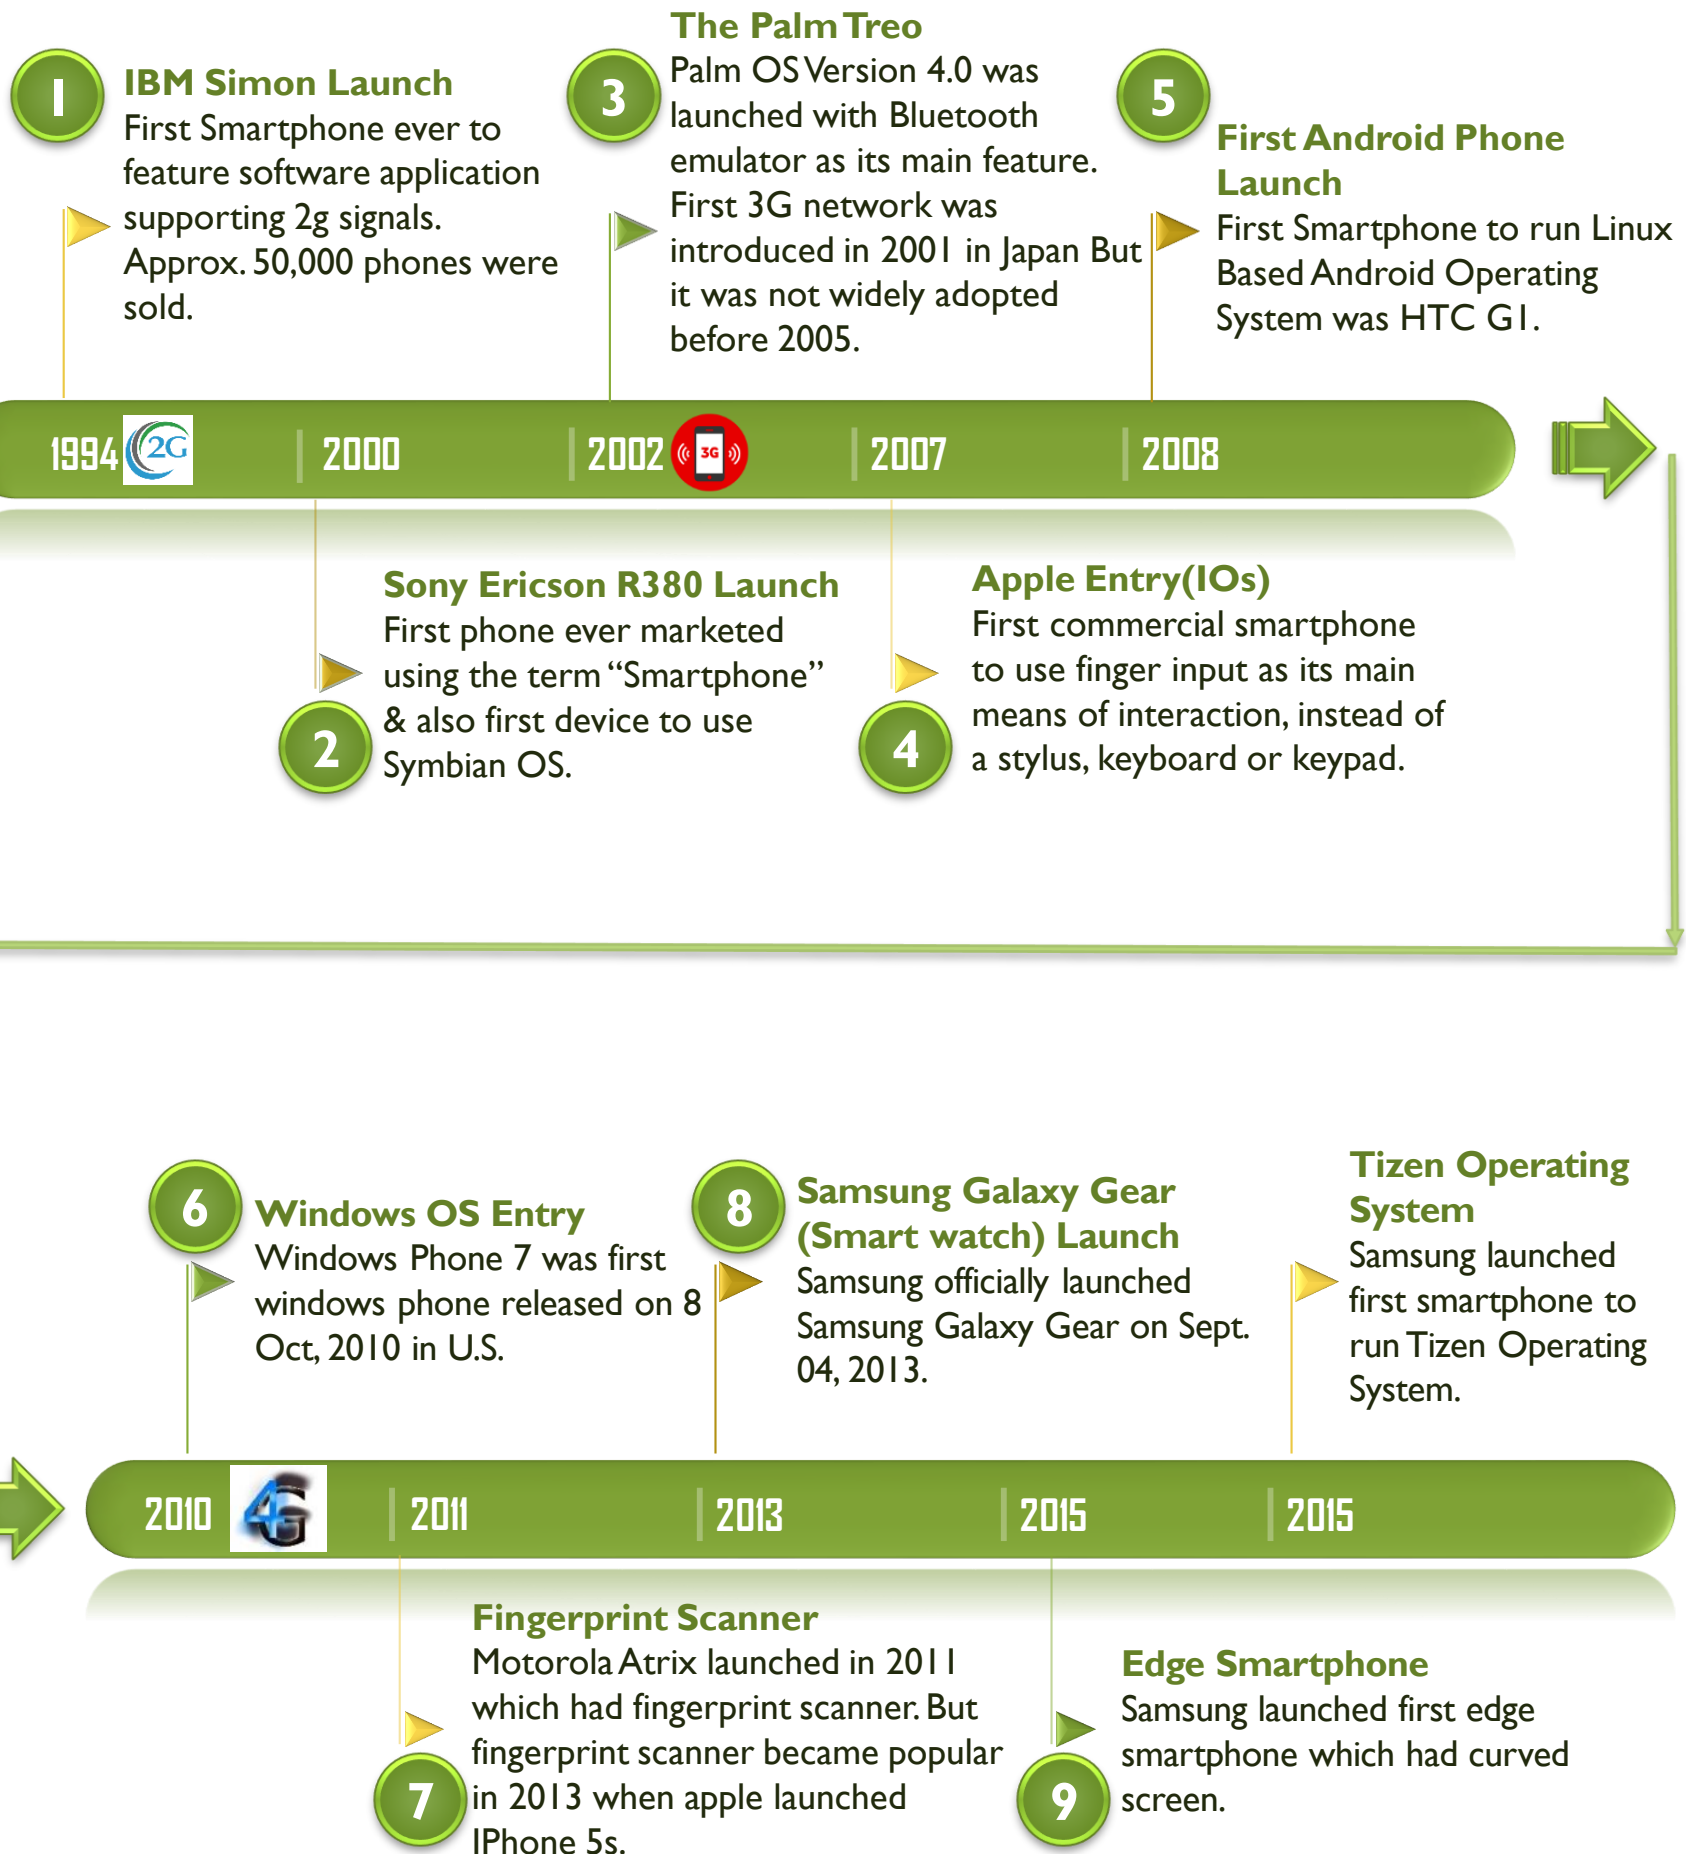 1
IBM Simon Launch
First Smartphone ever to
feature software application
supporting 2g signals.
Approx. 50,000 phones were
sold.
3
The Palm Treo
Palm OS Version 4.0 was
launched with Bluetooth
emulator as its main feature.
First 3G network was
introduced in 2001 in Japan But
it was not widely adopted
before 2005.
5
First Android Phone
Launch
First Smartphone to run Linux
Based Android Operating
System was HTC G1.
1994 2G 2000 2002 3G 2007 2008
2
Sony Ericson R380 Launch
First phone ever marketed
using the term “Smartphone”
& also first device to use
Symbian OS.
4
Apple Entry(IOs)
First commercial smartphone
to use finger input as its main
means of interaction, instead of
a stylus, keyboard or keypad.
6
Windows OS Entry
Windows Phone 7 was first
windows phone released on 8
Oct, 2010 in U.S.
8
Samsung Galaxy Gear
(Smart watch) Launch
Samsung officially launched
Samsung Galaxy Gear on Sept.
04, 2013.
Tizen Operating
System
Samsung launched
first smartphone to
run Tizen Operating
System.
2010 4G 2011 2013 2015 2015
7
Fingerprint Scanner
Motorola Atrix launched in 2011
which had fingerprint scanner. But
fingerprint scanner became popular
in 2013 when apple launched
IPhone 5s.
9
Edge Smartphone
Samsung launched first edge
smartphone which had curved
screen.